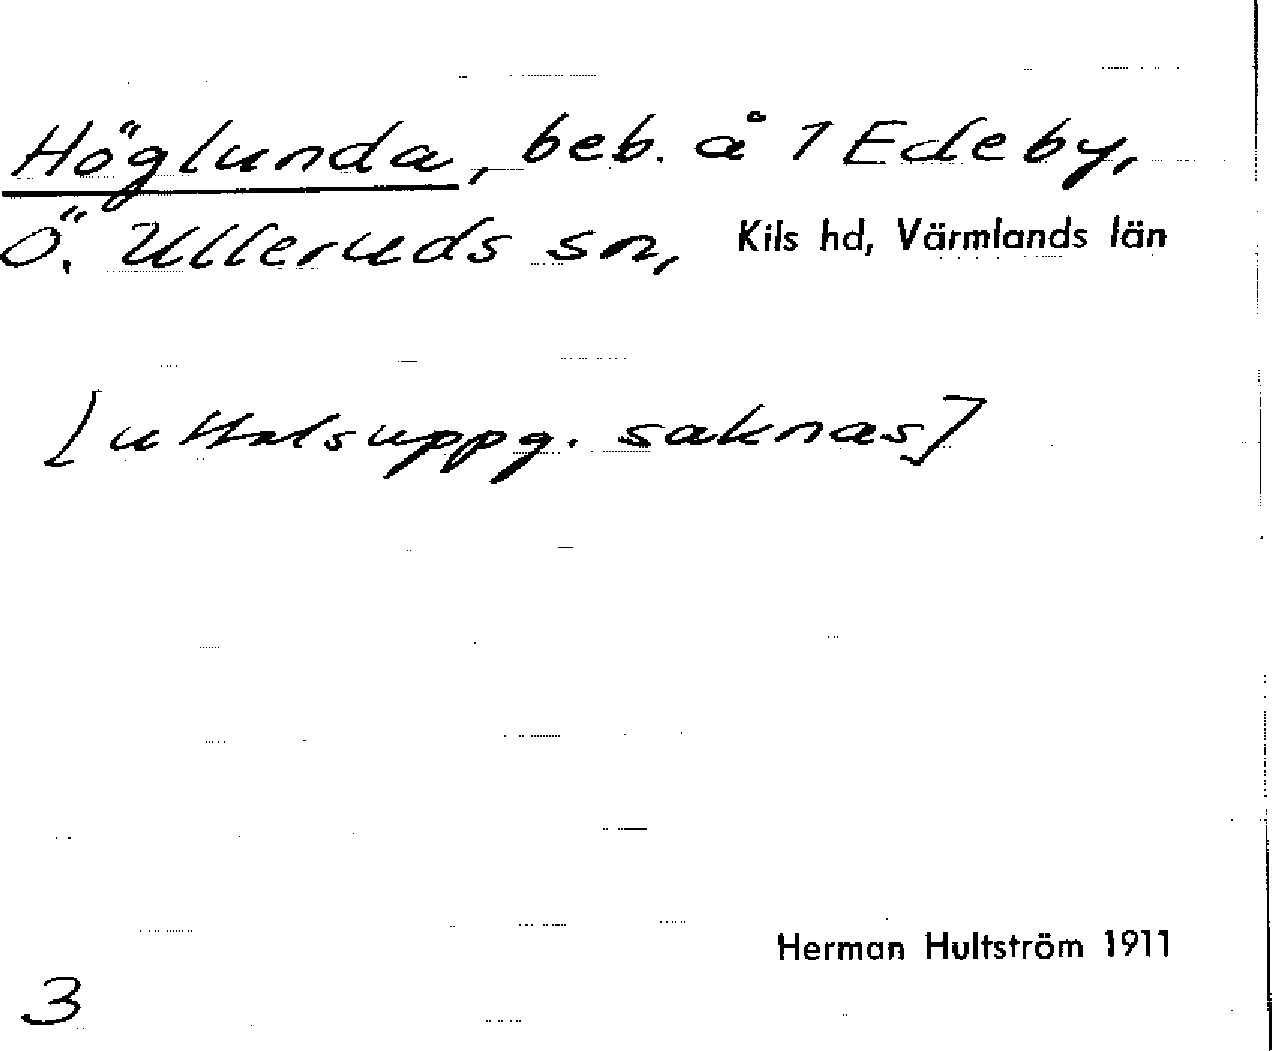 Höglunda, beb. å 1 Edeby,
Ö. Ulleruds sn, Kils hd, Värmlands län
[uttalsuppg. saknas]
Herman Hultström 1911
3